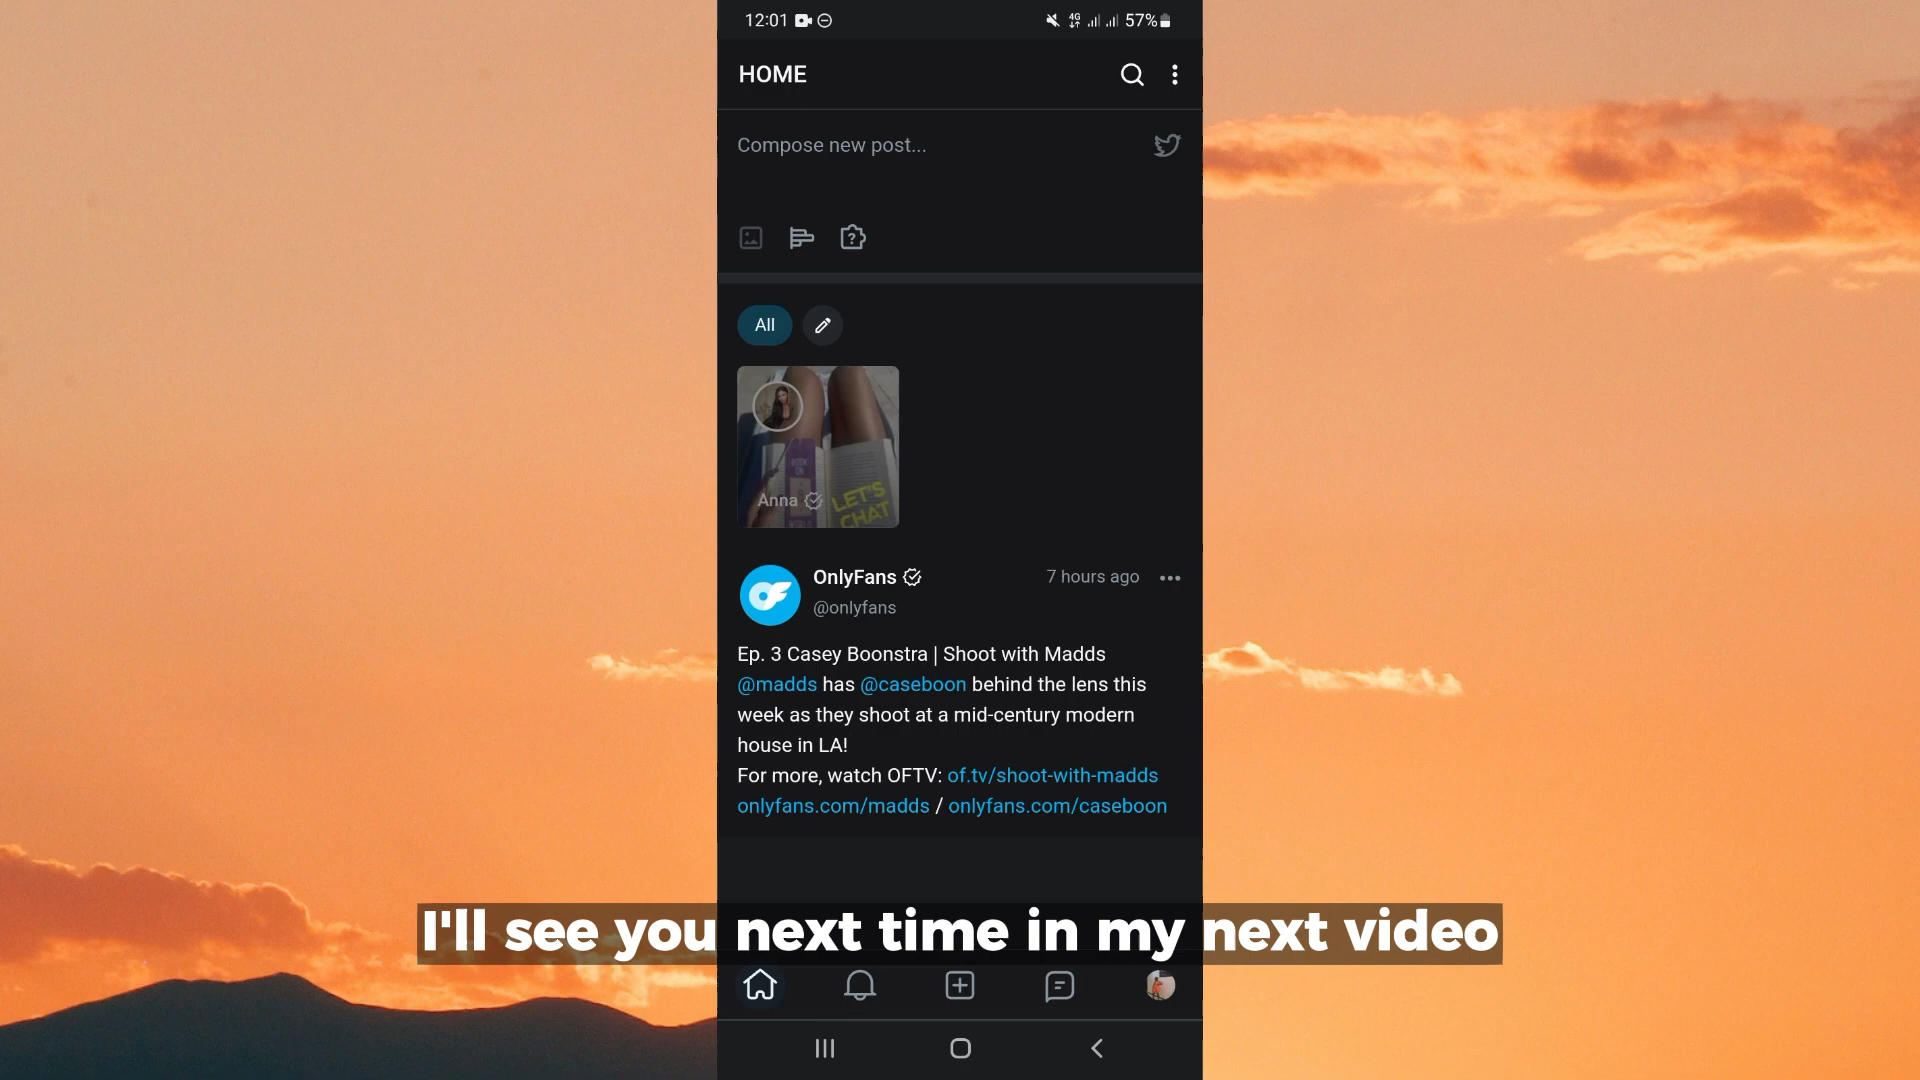 12:01
4G
57%
HOME
Compose new post...
All
BOOK
ON
Anna
LET'S
CHAT
OnlyFans
7 hours ago
@onlyfans
Ep. 3 Casey Boonstra | Shoot with Madds
@madds has @caseboon behind the lens this
week as they shoot at a mid-century modern
house in LA!
For more, watch OFTV: of.tv/shoot-with-madds
onlyfans.com/madds / onlyfans.com/caseboon
I'll see you next time in my next video